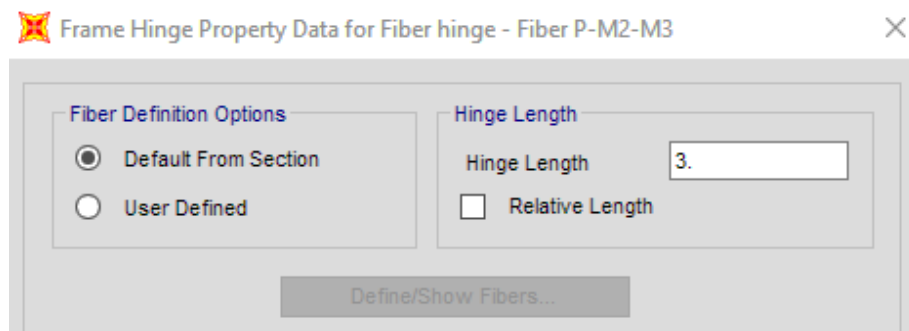 Frame Hinge Property Data for Fiber hinge - Fiber P-M2-M3
Fiber Definition Options
Default From Section
User Defined
Hinge Length
Hinge Length 3.
Relative Length
Define/Show Fibers...